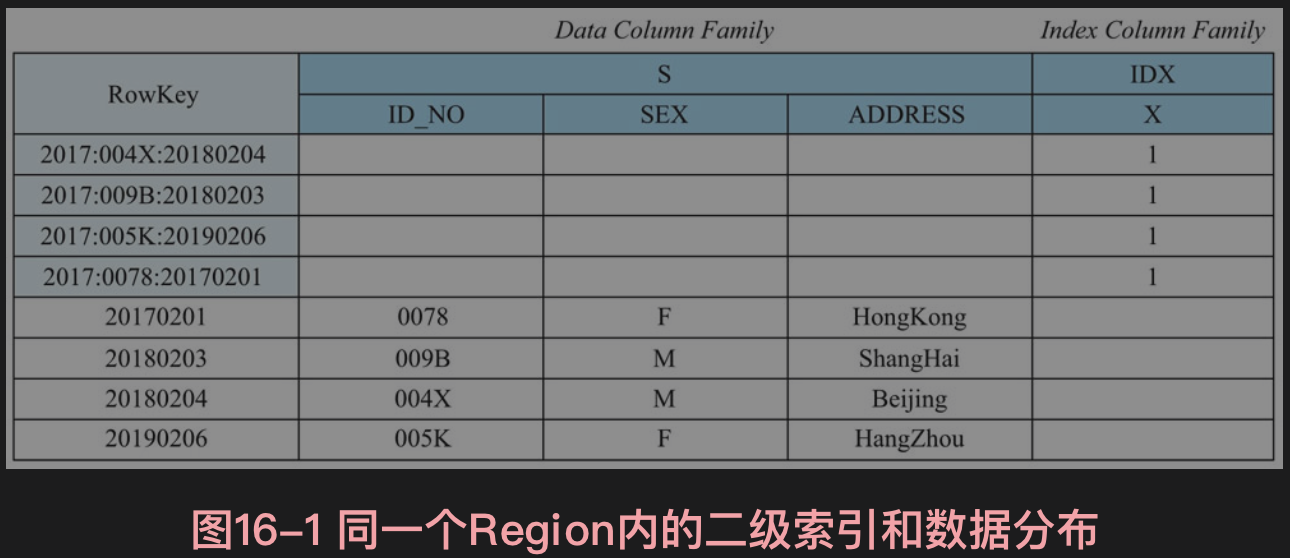 Data Column Family Index Column Family
RowKey S IDX
ID_NO SEX ADDRESS X
2017:004X:20180204 1
2017:009B:20180203 1
2017:005K:20190206 1
2017:0078:20170201 1
20170201 0078 F HongKong
20180203 009B M ShangHai
20180204 004X M Beijing
20190206 005K F HangZhou
图16-1 同一个Region内的二级索引和数据分布